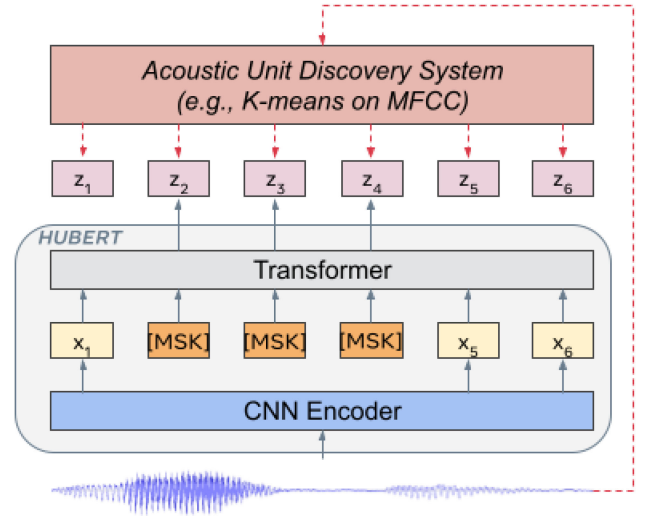 Acoustic Unit Discovery System
(e.g., K-means on MFCC)
z1 z2 z3 z4 z5 z6
HUBERT
Transformer
x1 [MSK] [MSK] [MSK] x5 x6
CNN Encoder